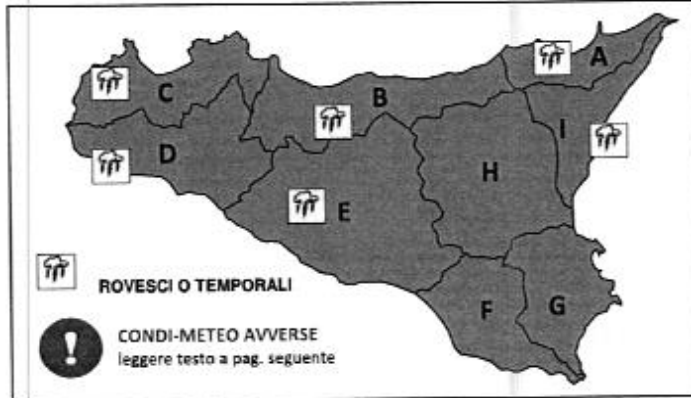 A
C
B
I
D
H
E
ROVESCI O TEMPORALI
F
G
CONDI-METEO AVVERSE
leggere testo a pag. seguente